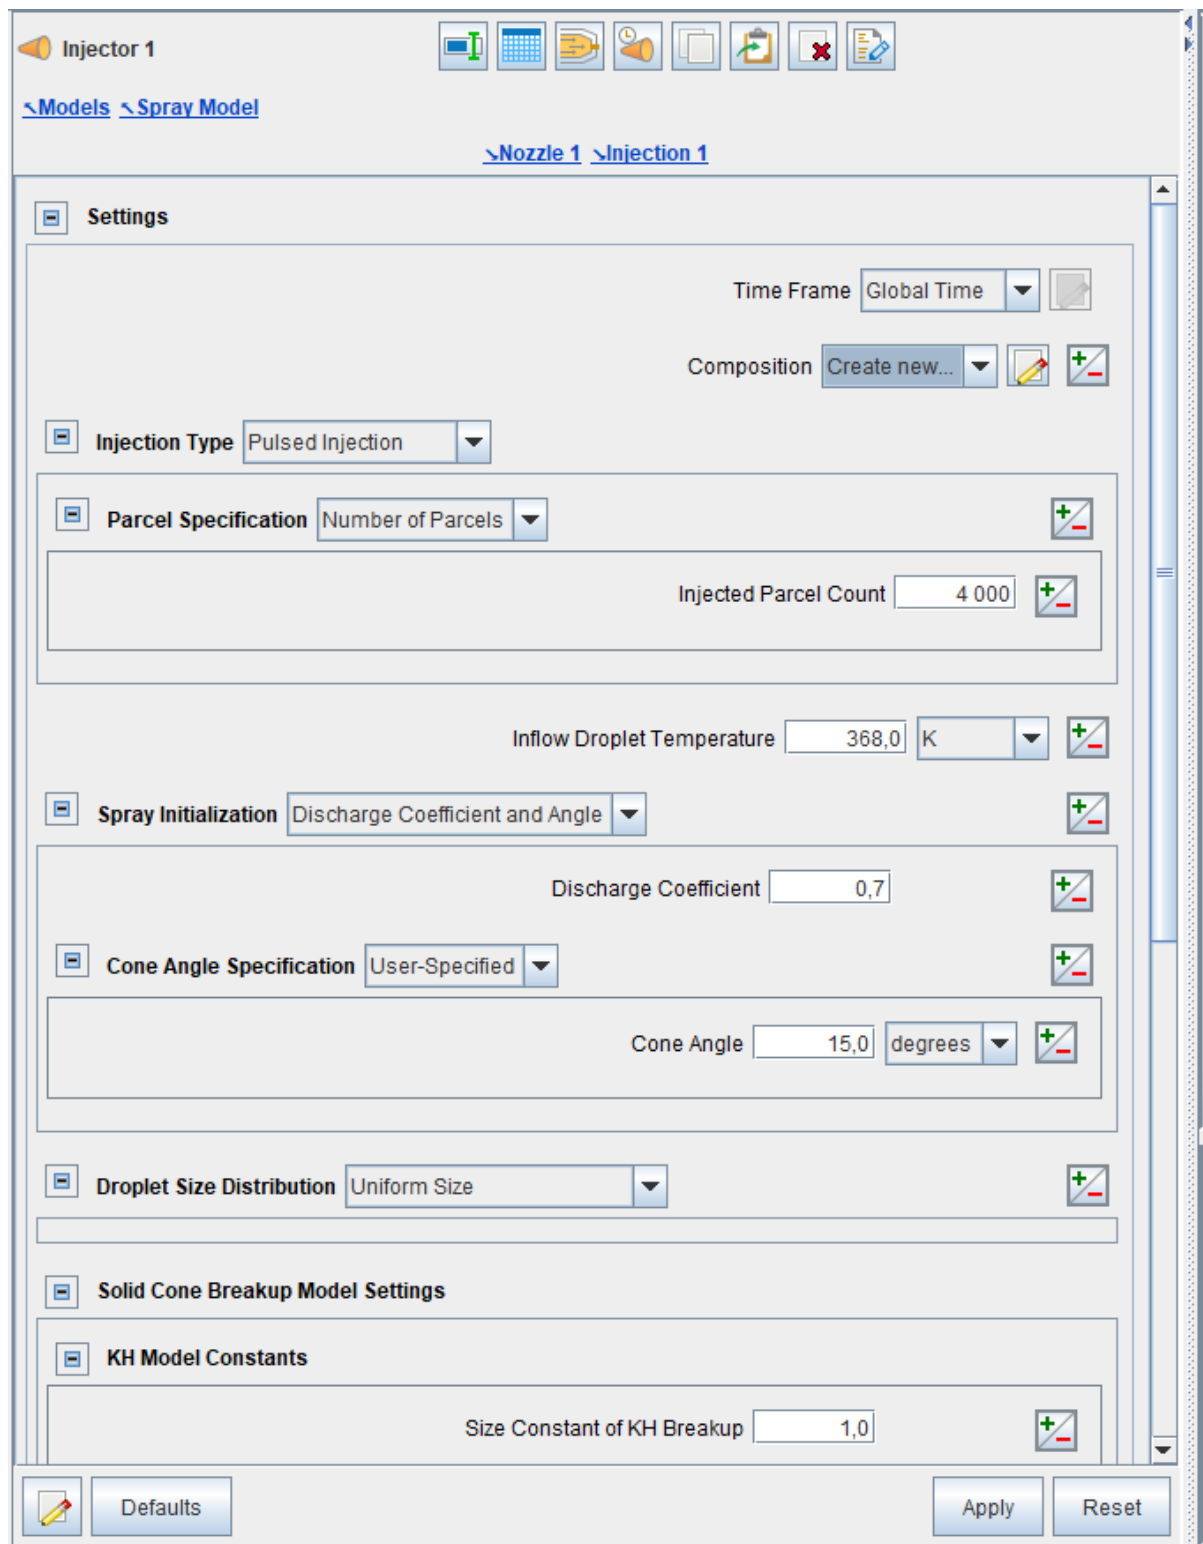 Injector 1
Models Spray Model
Nozzle 1 Injection 1
Settings
Time Frame Global Time
Composition Create new...
Injection Type Pulsed Injection
Parcel Specification Number of Parcels
Injected Parcel Count 4 000
Inflow Droplet Temperature 368,0 K
Spray Initialization Discharge Coefficient and Angle
Discharge Coefficient 0,7
Cone Angle Specification User-Specified
Cone Angle 15,0 degrees
Droplet Size Distribution Uniform Size
Solid Cone Breakup Model Settings
KH Model Constants
Size Constant of KH Breakup 1,0
Defaults Apply Reset